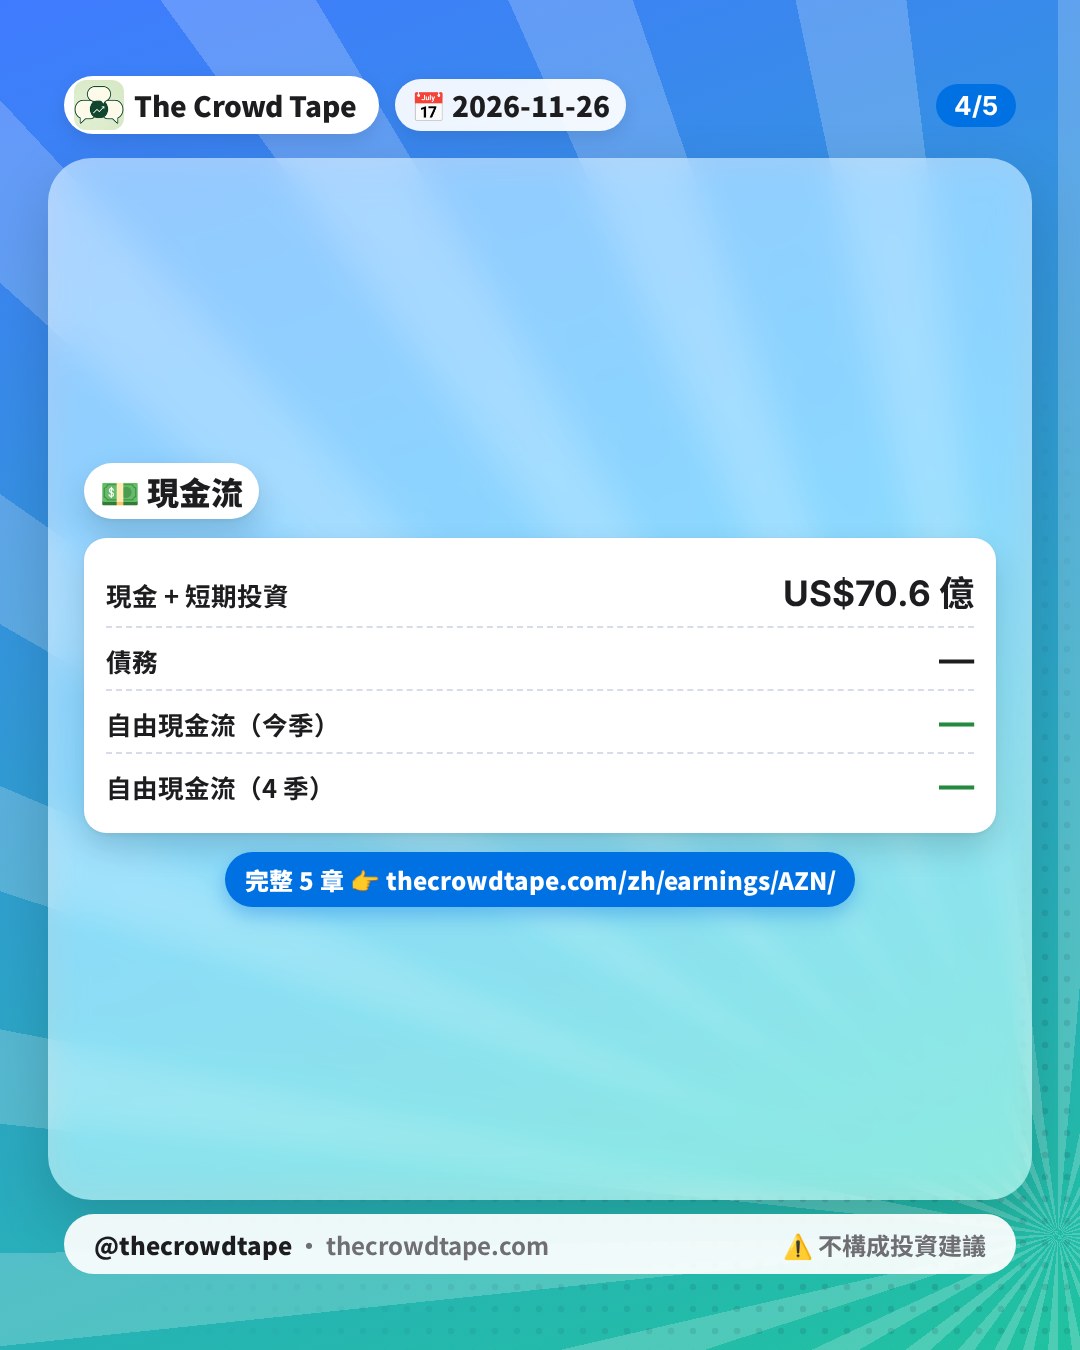 The Crowd Tape
📅 2026-11-26
4/5
💵 現金流
現金 + 短期投資 US$70.6 億
債務 —
自由現金流（今季） —
自由現金流（4 季） —
完整 5 章 👉 thecrowdtape.com/zh/earnings/AZN/
@thecrowdtape • thecrowdtape.com
⚠️ 不構成投資建議